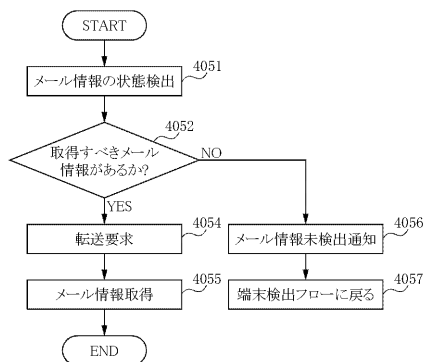 START
4051
メール情報の状態検出
4052
取得すべきメール
情報があるか?
NO
YES
4054
転送要求
4056
メール情報未検出通知
4055
メール情報取得
4057
端末検出フローに戻る
END